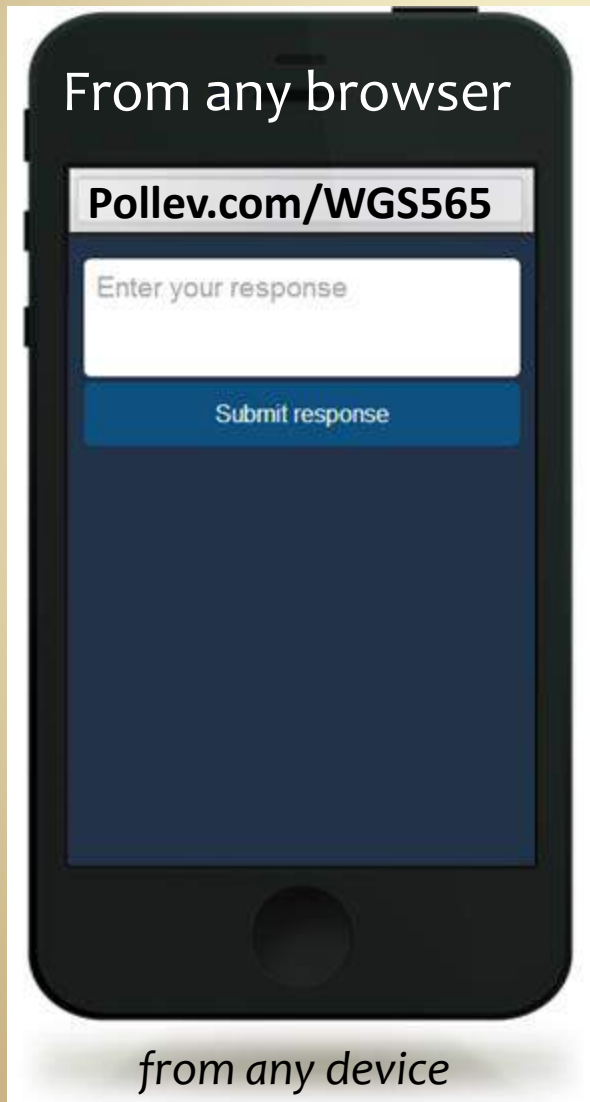 From any browser
Pollev.com/WGS565
Enter your response
Submit response
from any device